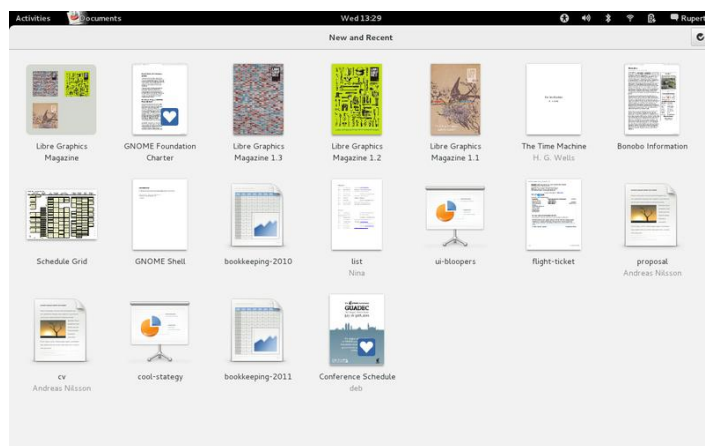 Activities Documents Wed 13:29 Rupert
New and Recent
Libre Graphics Magazine
GNOME Foundation Charter
Libre Graphics Magazine 1.3
Libre Graphics Magazine 1.2
Libre Graphics Magazine 1.1
The Time Machine
H. G. Wells
Bonobo Information
Schedule Grid
GNOME Shell
bookkeeping-2010
list
Nina
ui-bloopers
flight-ticket
proposal
Andreas Nilsson
cv
Andreas Nilsson
cool-stategy
bookkeeping-2011
GUADEC
Conference Schedule
deb